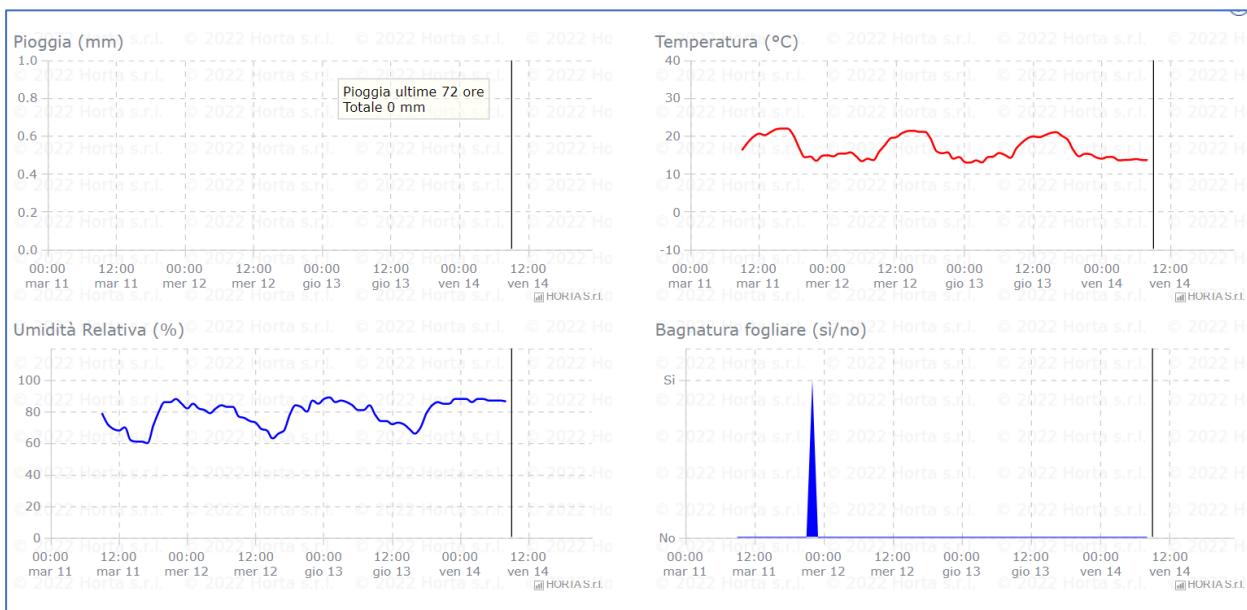 Pioggia (mm)
1.0
0.8
0.6
0.4
0.2
0.0
Pioggia ultime 72 ore
Totale 0 mm
00:00 12:00 00:00 12:00 00:00 12:00 00:00 12:00
mar 11 mar 11 mer 12 mer 12 gio 13 gio 13 ven 14 ven 14
HORTA S.r.l.
Temperatura (°C)
40
30
20
10
0
-10
00:00 12:00 00:00 12:00 00:00 12:00 00:00 12:00
mar 11 mar 11 mer 12 mer 12 gio 13 gio 13 ven 14 ven 14
HORTA S.r.l.
Umidità Relativa (%)
100
80
60
40
20
0
00:00 12:00 00:00 12:00 00:00 12:00 00:00 12:00
mar 11 mar 11 mer 12 mer 12 gio 13 gio 13 ven 14 ven 14
HORTA S.r.l.
Bagnatura fogliare (sì/no)
Si
No
00:00 12:00 00:00 12:00 00:00 12:00 00:00 12:00
mar 11 mar 11 mer 12 mer 12 gio 13 gio 13 ven 14 ven 14
HORTA S.r.l.
© 2022 Horta s.r.l.